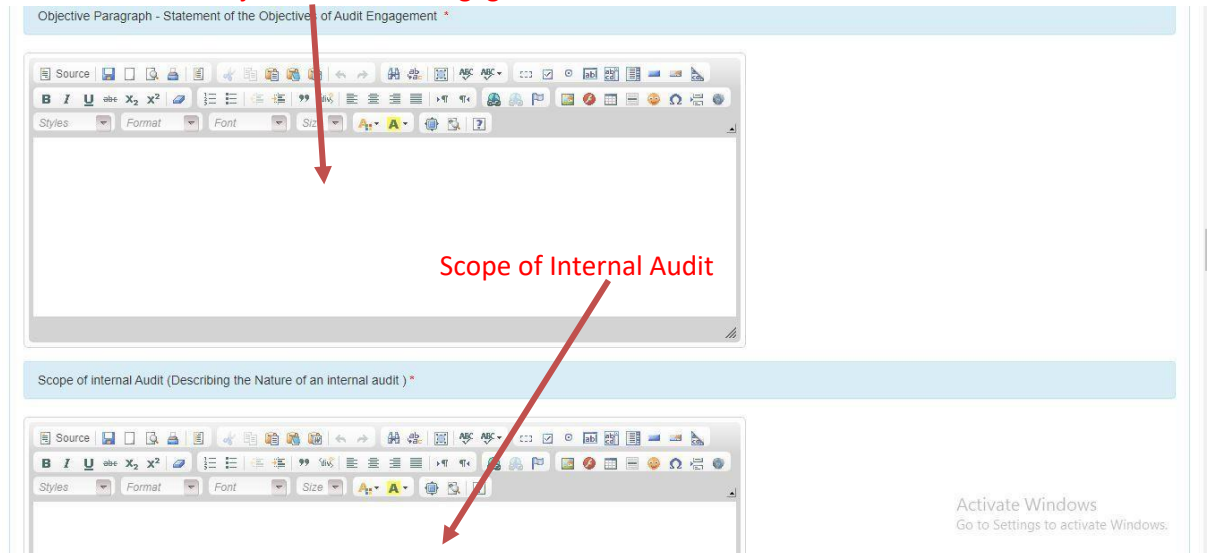 Objective Paragraph - Statement of the Objectives of Audit Engagement *
Source
B I U abc X₂ X²
Styles Format Font Size
Scope of Internal Audit
Scope of internal Audit (Describing the Nature of an internal audit ) *
Source
B I U abc X₂ X²
Styles Format Font Size
Activate Windows
Go to Settings to activate Windows.